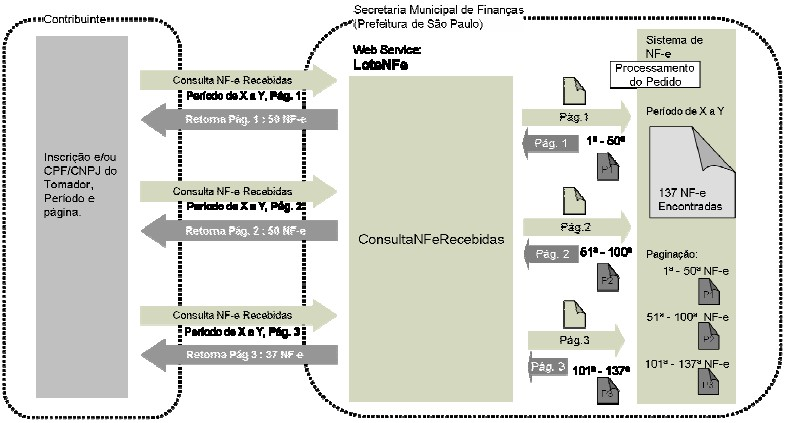 Contribuinte
Secretaria Municipal de Finanças
(Prefeitura de São Paulo)
Web Service:
LoteNFe
Sistema de
NF-e
Processamento
do Pedido
Consulta NF-e Recebidas
Período de X a Y, Pág. 1
Retorna Pág. 1 : 50 NF-e
Pág.1
Pág. 1
1ª - 50ª
P1
Período de X a Y
137 NF-e
Encontradas
Inscrição e/ou
CPF/CNPJ do
Tomador,
Período e
página.
Consulta NF-e Recebidas
Período de X a Y, Pág. 2
Retorna Pág. 2 : 50 NF-e
ConsultaNFeRecebidas
Pág.2
Pág. 2
51ª - 100ª
P2
Paginação:
1ª - 50ª NF-e
P1
51ª - 100ª NF-e
P2
101ª - 137ª NF-e
P3
Consulta NF-e Recebidas
Período de X a Y, Pág. 3
Retorna Pág 3 : 37 NF-e
Pág.3
Pág. 3
101ª - 137ª
P3